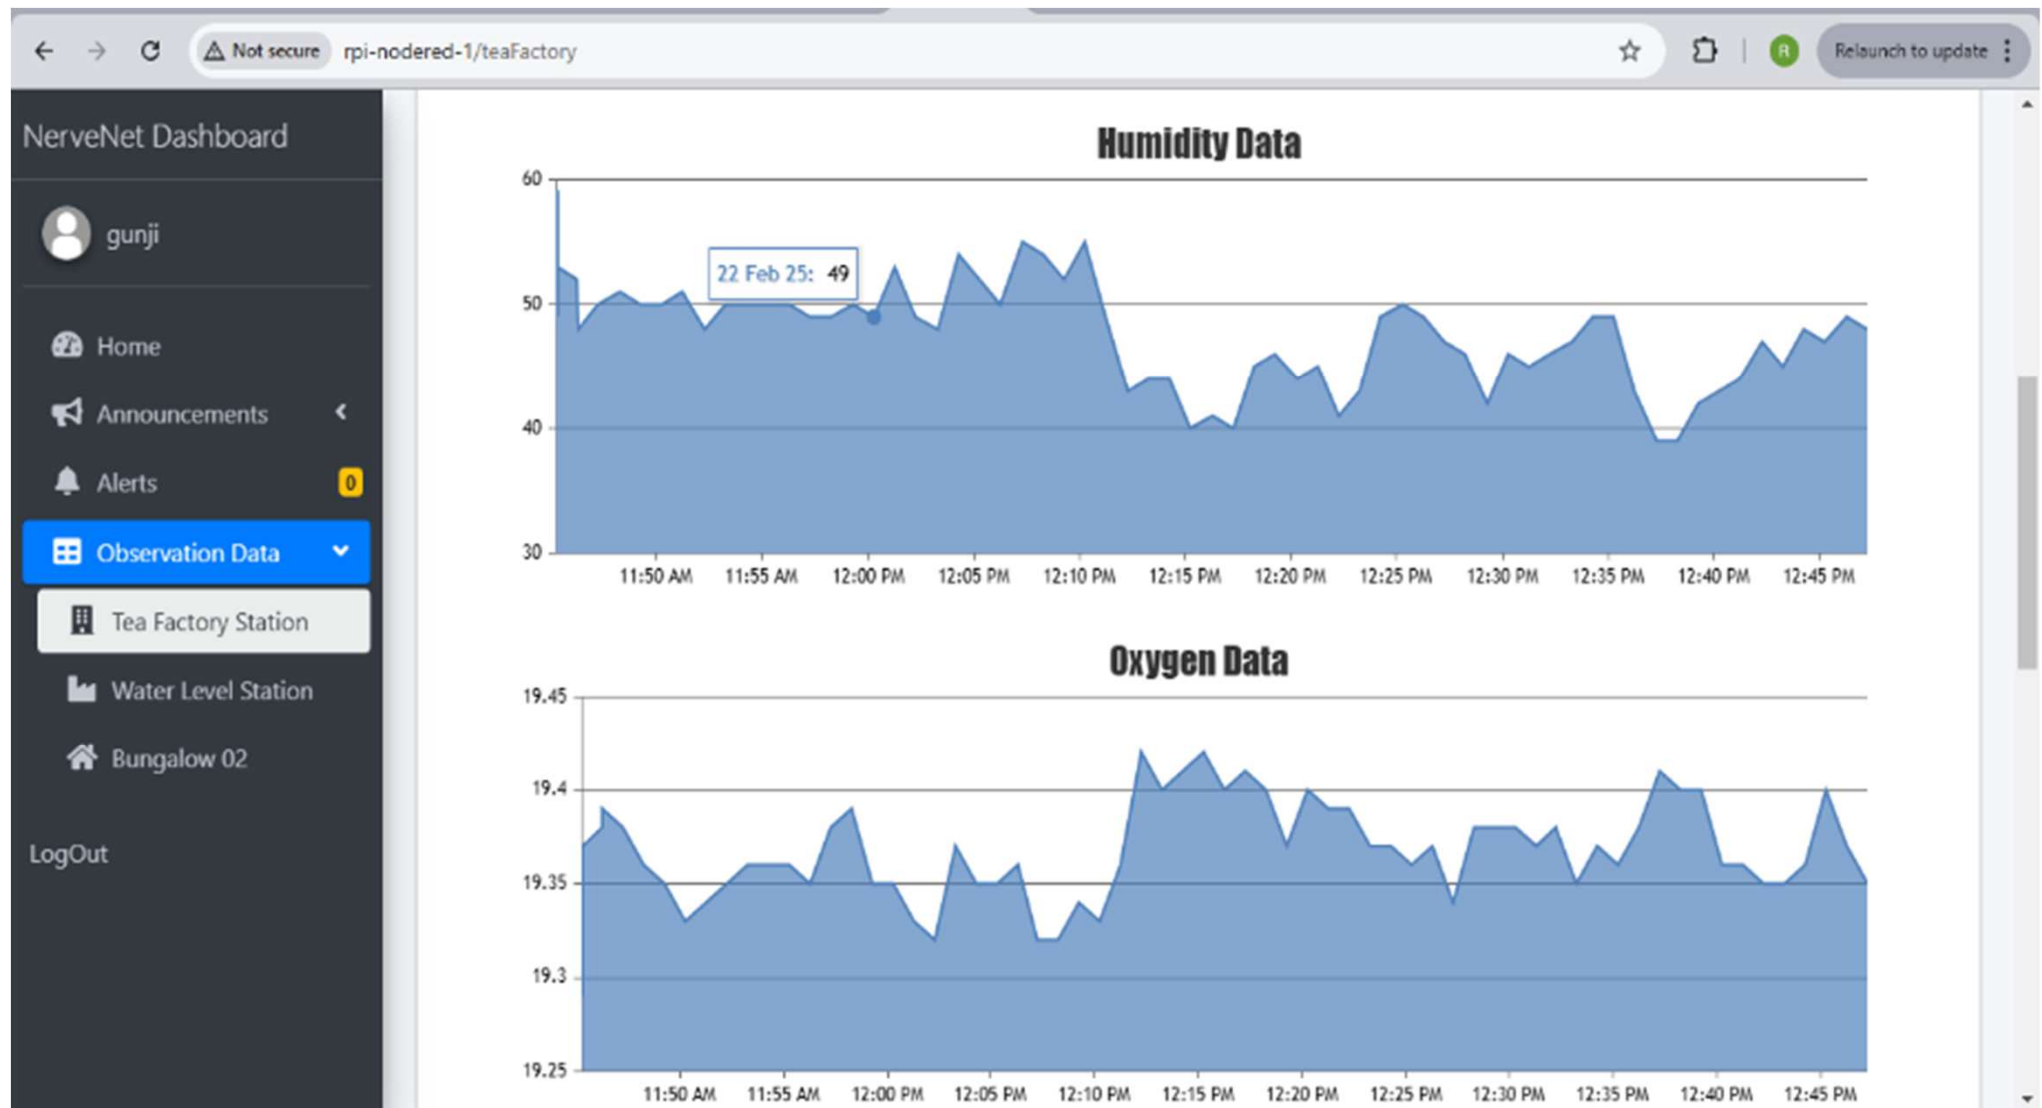 Not secure
rpi-nodered-1/teaFactory
R
Relaunch to update
NerveNet Dashboard
gunji
Home
Announcements
Alerts
0
Observation Data
Tea Factory Station
Water Level Station
Bungalow 02
LogOut
Humidity Data
60
50
40
30
22 Feb 25: 49
11:50 AM 11:55 AM 12:00 PM 12:05 PM 12:10 PM 12:15 PM 12:20 PM 12:25 PM 12:30 PM 12:35 PM 12:40 PM 12:45 PM
Oxygen Data
19.45
19.4
19.35
19.3
19.25
11:50 AM 11:55 AM 12:00 PM 12:05 PM 12:10 PM 12:15 PM 12:20 PM 12:25 PM 12:30 PM 12:35 PM 12:40 PM 12:45 PM